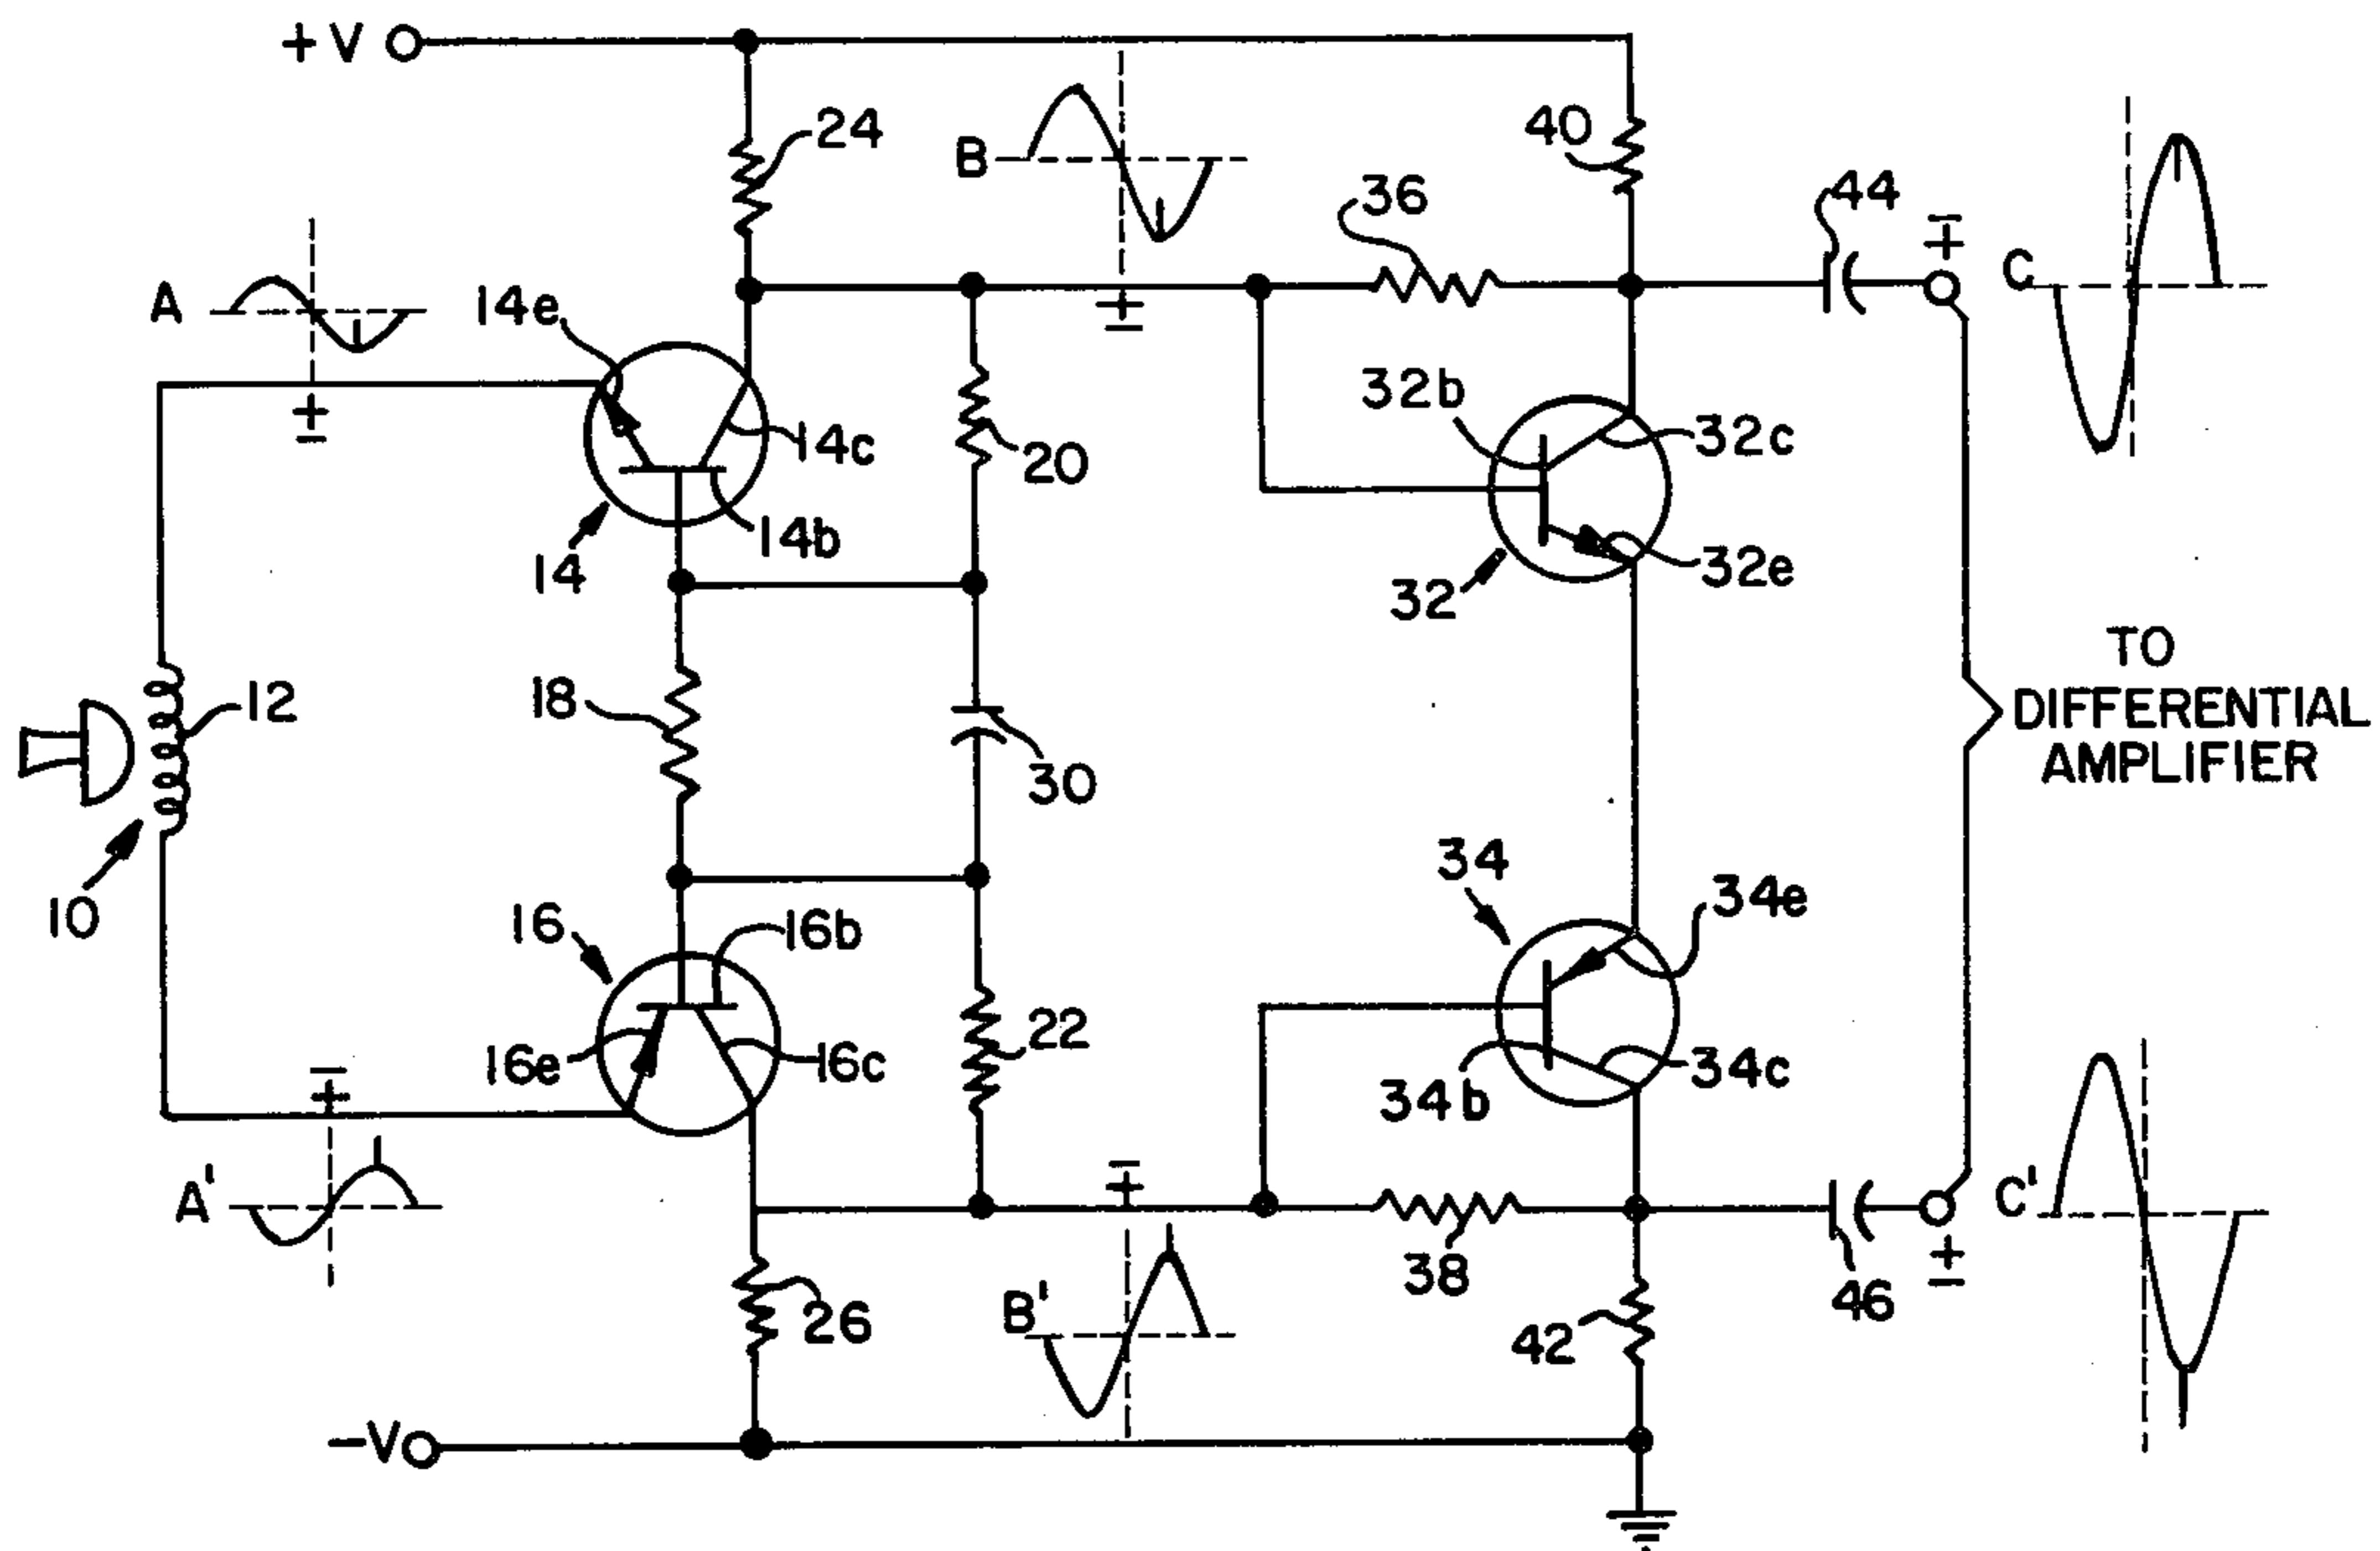 +V
24
B
40
36
44
A
14e
C
32b
14c
32c
20
14b
14
32e
32
TO
DIFFERENTIAL
AMPLIFIER
12
18
30
10
34
34e
16
16b
22
16e
16c
34b
34c
A'
C'
38
B'
26
46
42
−V
+
−
−
+
+
−
−
+
−
+
+
−